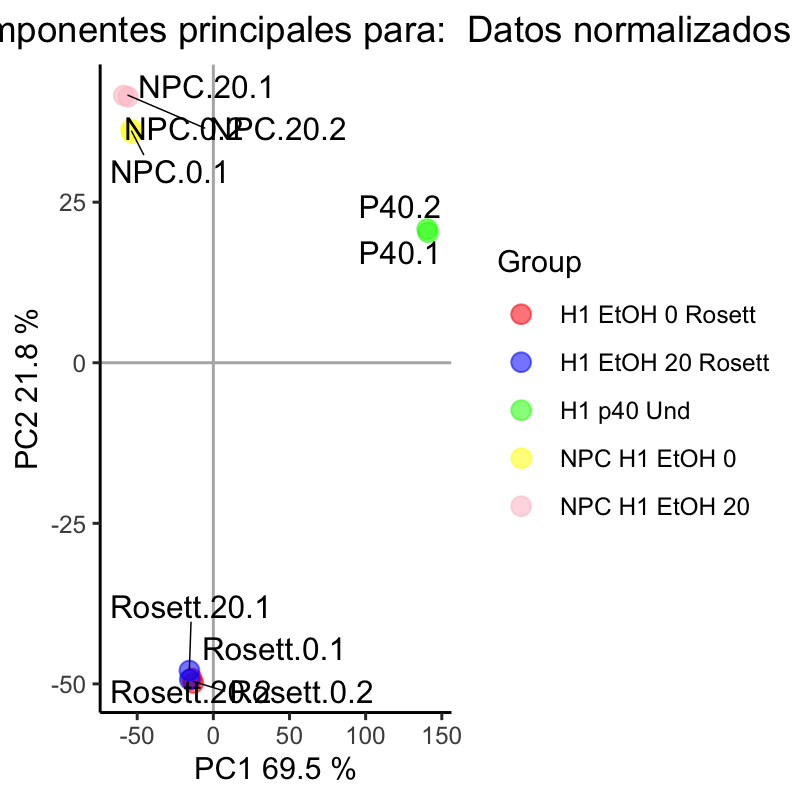 mponentes principales para: Datos normalizados
NPC.20.1
NPC.0.2
NPC.20.2
NPC.0.1
P40.2
P40.1
25
0
-25
-50
PC2 21.8 %
Rosett.20.1
Rosett.0.1
Rosett.20.2
Rosett.0.2
-50
0
50
100
150
PC1 69.5 %
Group
H1 EtOH 0 Rosett
H1 EtOH 20 Rosett
H1 p40 Und
NPC H1 EtOH 0
NPC H1 EtOH 20